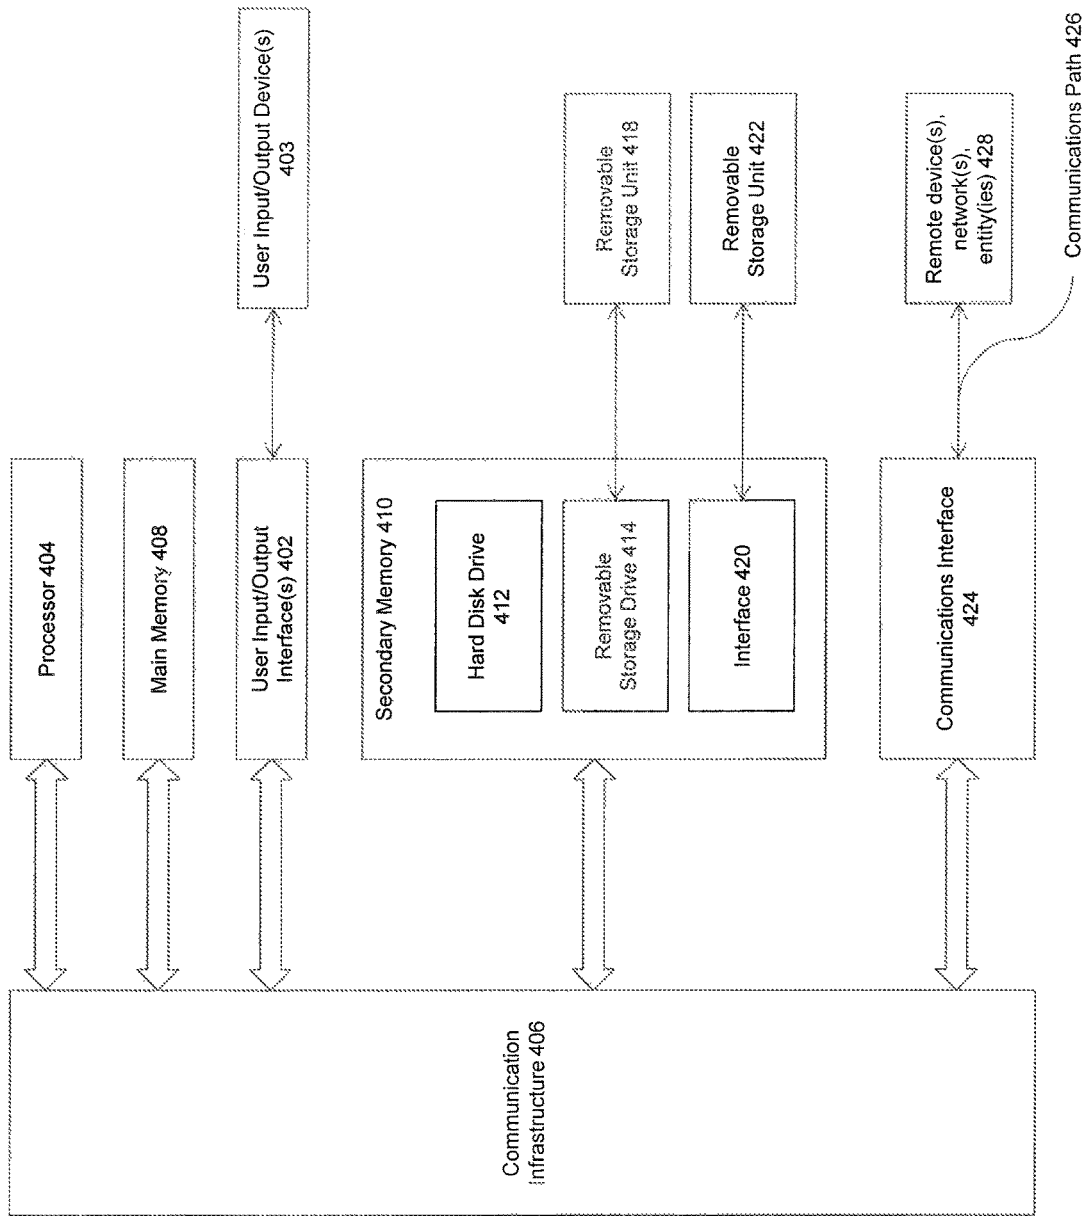 Processor 404
Main Memory 408
User Input/Output
Interface(s) 402
User Input/Output Device(s)
403
Secondary Memory 410
Hard Disk Drive
412
Removable
Storage Drive 414
Removable
Storage Unit 418
Interface 420
Removable
Storage Unit 422
Communications Interface
424
Remote device(s),
network(s),
entity(ies) 428
Communications Path 426
Communication
Infrastructure 406